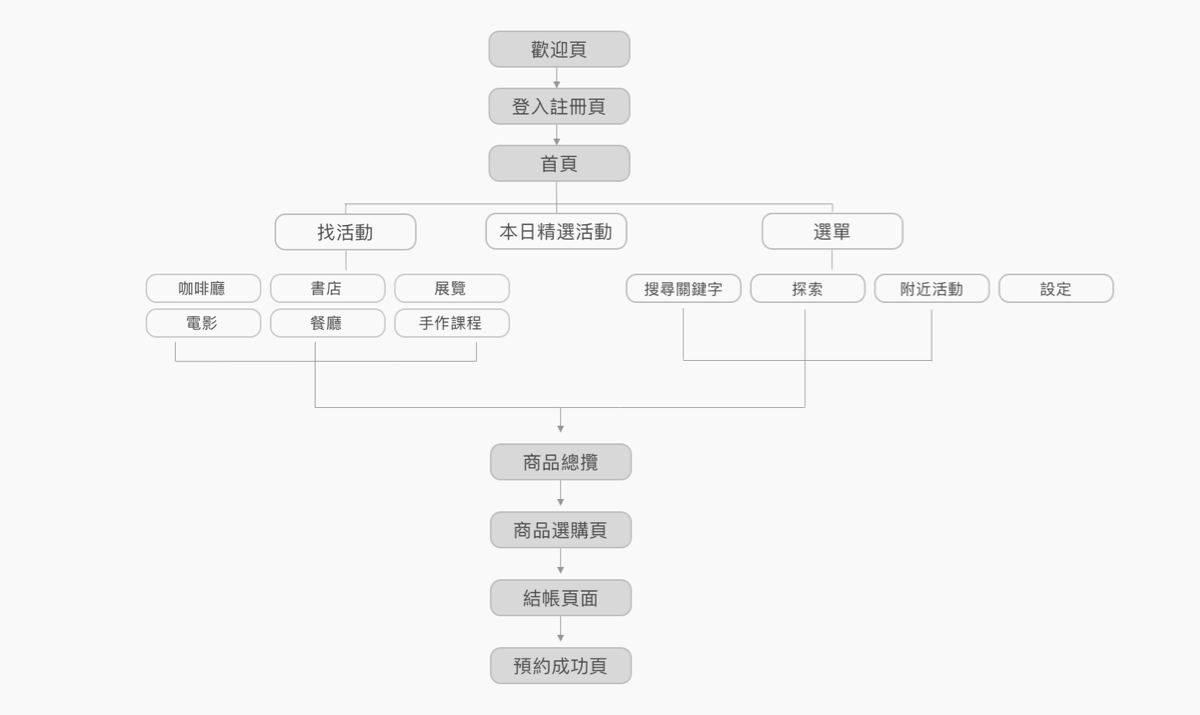 歡迎頁
登入註冊頁
首頁
找活動
本日精選活動
選單
咖啡廳
書店
展覽
搜尋關鍵字
探索
附近活動
設定
電影
餐廳
手作課程
商品總攬
商品選購頁
結帳頁面
預約成功頁